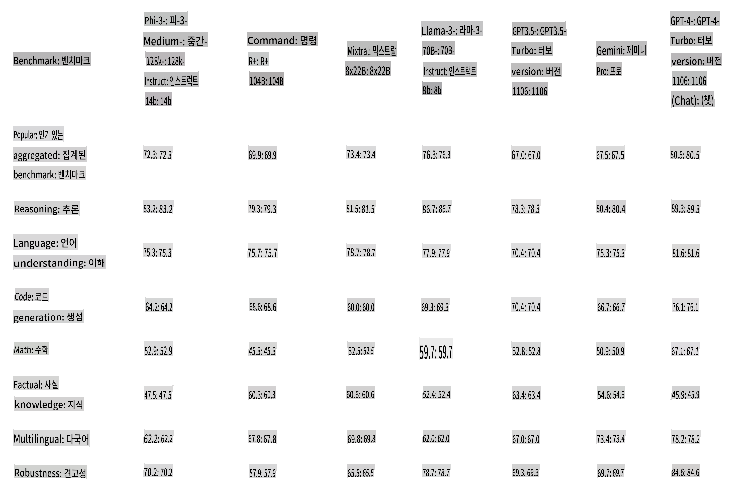 Benchmark: 벤치마크
Phi-3-: 피-3-
Medium-: 중간-
128k-: 128k-
Instruct: 인스트럭트
14b: 14b
Command: 명령
R+: R+
104B: 104B
Mixtral: 믹스트랄
8x22B: 8x22B
Llama-3-: 라마-3-
70B-: 70B-
Instruct: 인스트럭트
8b: 8b
GPT3.5-: GPT3.5-
Turbo: 터보
version: 버전
1106: 1106
Gemini: 제미니
Pro: 프로
GPT-4-: GPT-4-
Turbo: 터보
version: 버전
1106: 1106
(Chat): (챗)
Popular: 인기 있는
aggregated: 집계된
benchmark: 벤치마크
72.3: 72.3
69.9: 69.9
73.4: 73.4
76.3: 76.3
67.0: 67.0
67.5: 67.5
80.5: 80.5
Reasoning: 추론
83.2: 83.2
79.3: 79.3
81.5: 81.5
86.7: 86.7
78.3: 78.3
80.4: 80.4
Language: 언어
understanding: 이해
75.3: 75.3
75.7: 75.7
78.7: 78.7
77.9: 77.9
70.4: 70.4
75.3: 75.3
Code: 코드
generation: 생성
64.2: 64.2
60.0: 60.0
69.3: 69.3
70.4: 70.4
66.7: 66.7
76.1: 76.1
Math: 수학
52.9: 52.9
45.3: 45.3
52.5: 52.5
59.7: 59.7
52.8: 52.8
50.9: 50.9
67.1: 67.1
Factual: 사실
knowledge: 지식
47.5: 47.5
60.3: 60.3
60.6: 60.6
52.4: 52.4
63.4: 63.4
54.6: 54.6
45.9: 45.9
Multilingual: 다국어
62.2: 62.2
67.8: 67.8
69.8: 69.8
62.0: 62.0
67.0: 67.0
73.4: 73.4
78.2: 78.2
Robustness: 견고성
70.2: 70.2
57.9: 57.9
65.5: 65.5
78.7: 78.7
69.3: 69.3
69.7: 69.7
84.6: 84.6